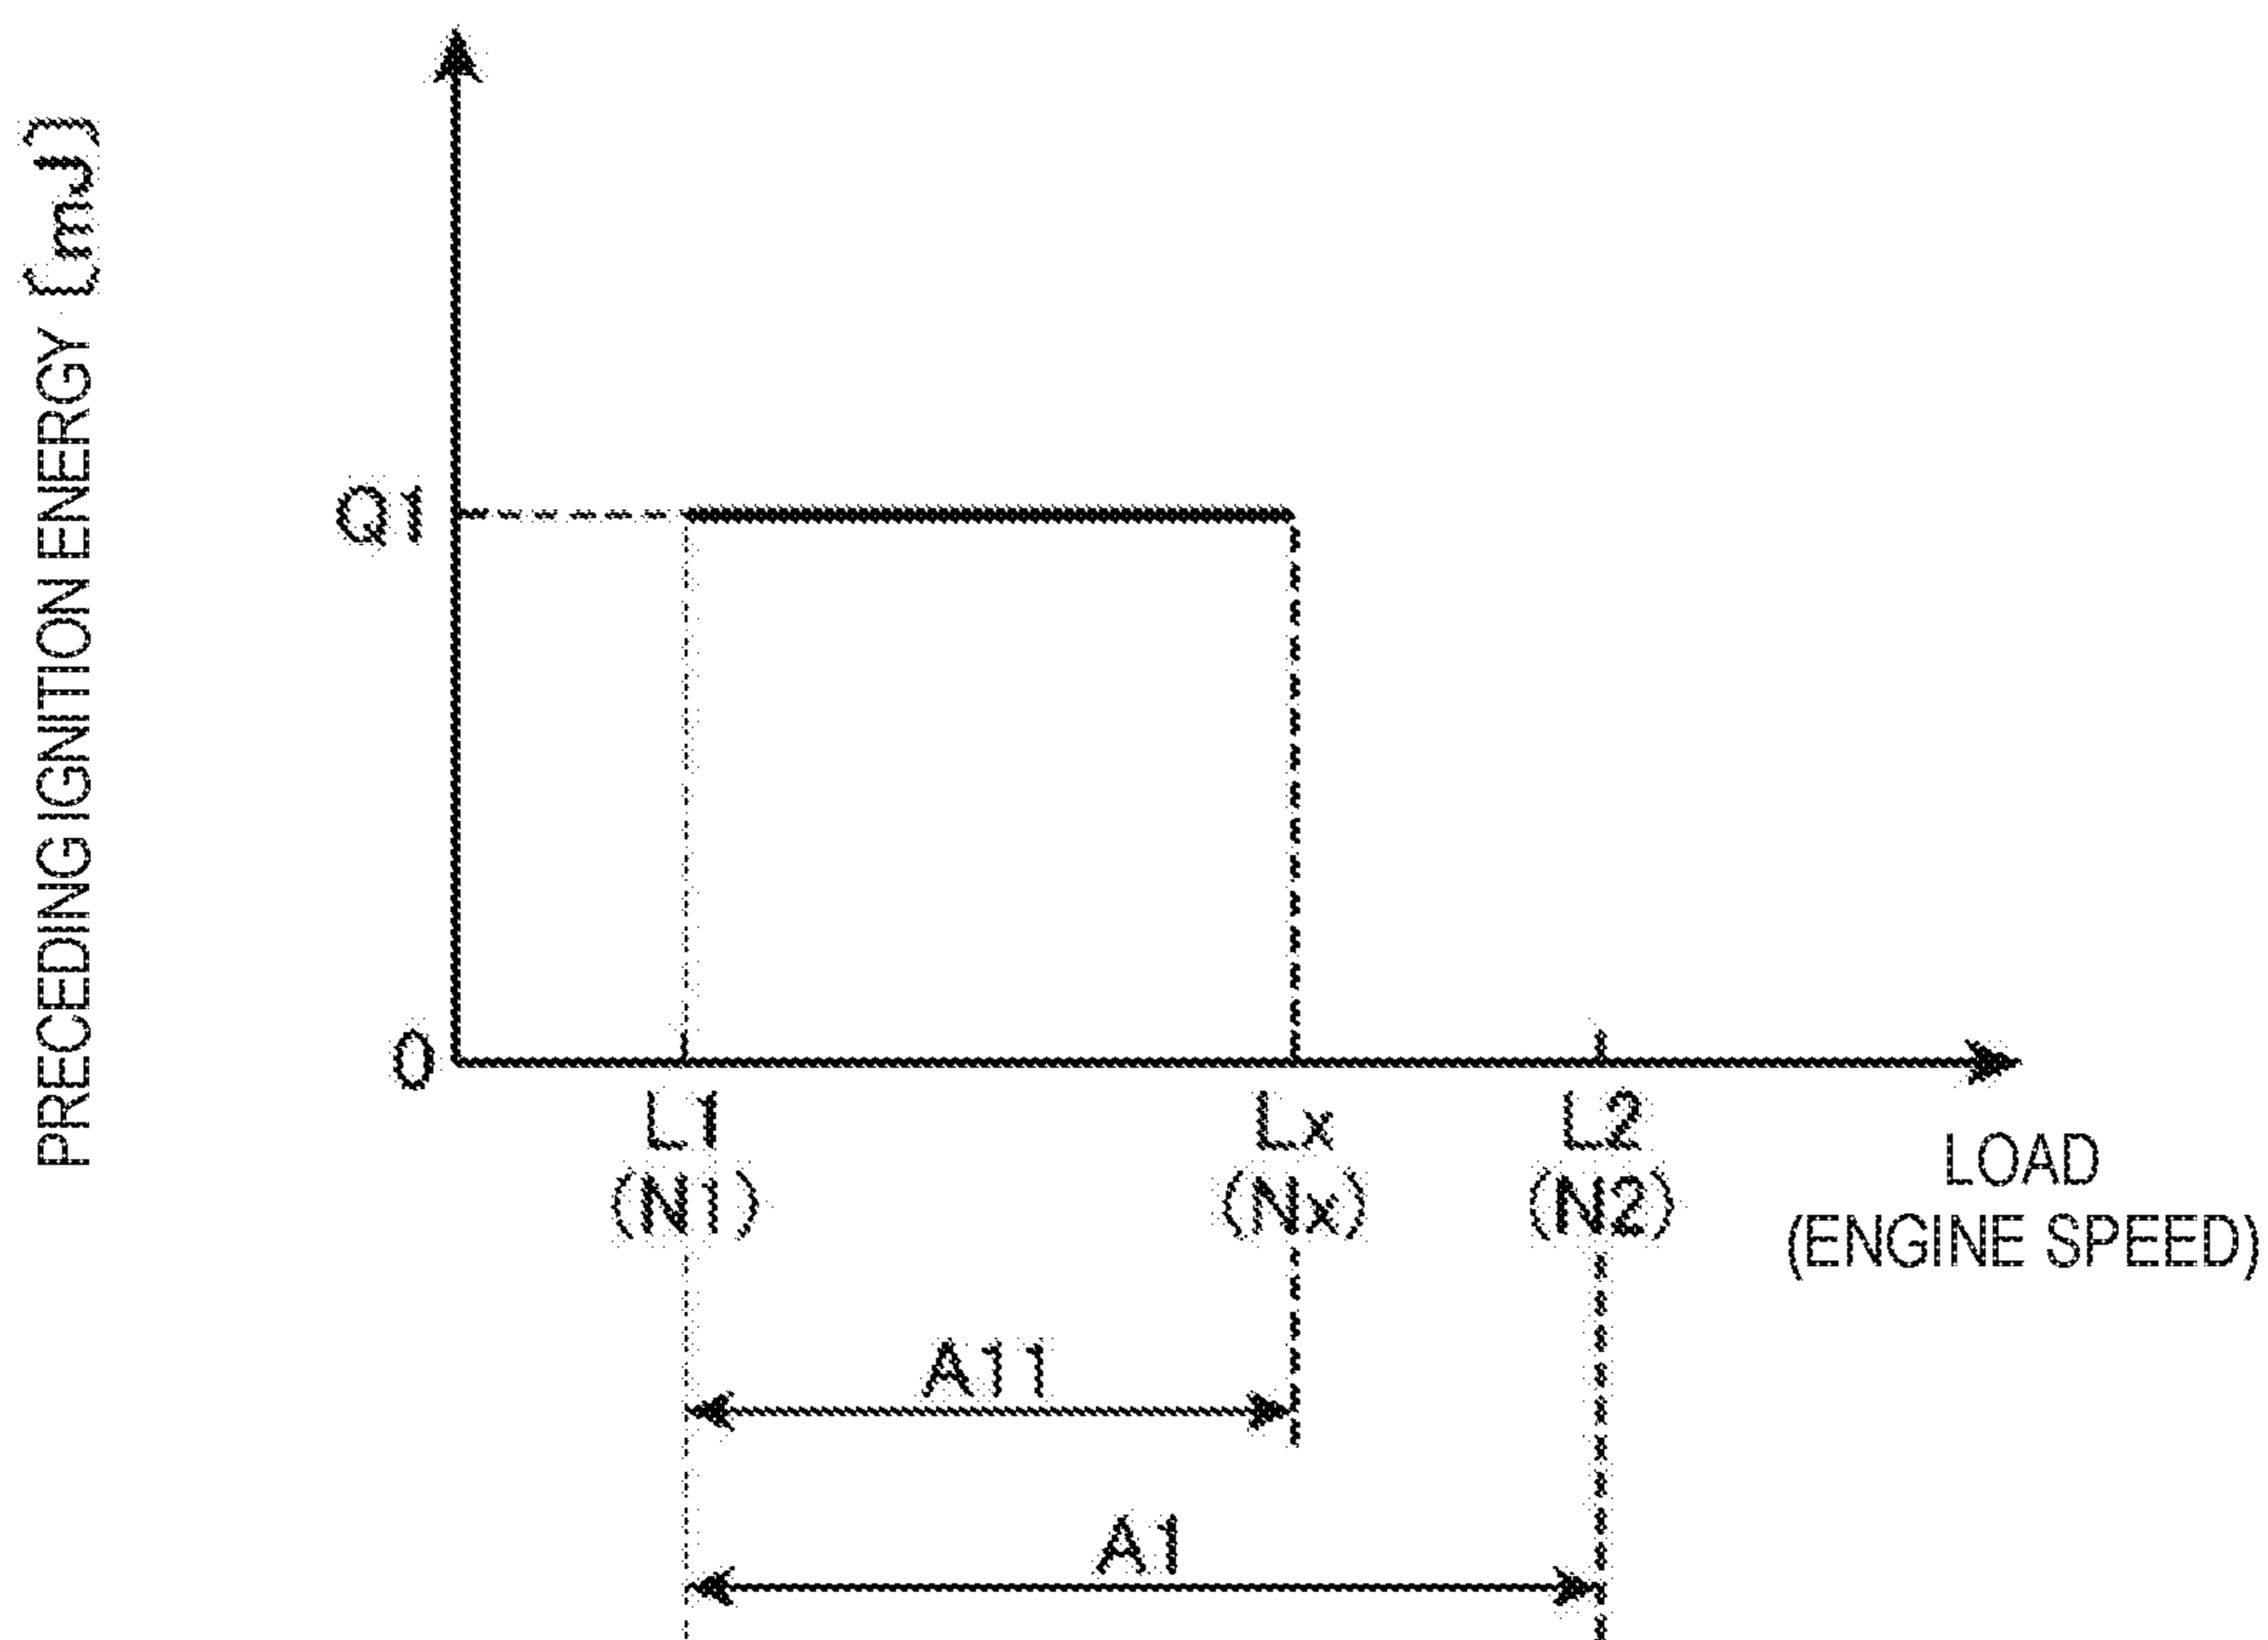 PRECEDING IGNITION ENERGY [mJ]
Q1
0
L1
(N1)
Lx
(Nx)
L2
(N2)
LOAD
(ENGINE SPEED)
A11
A1